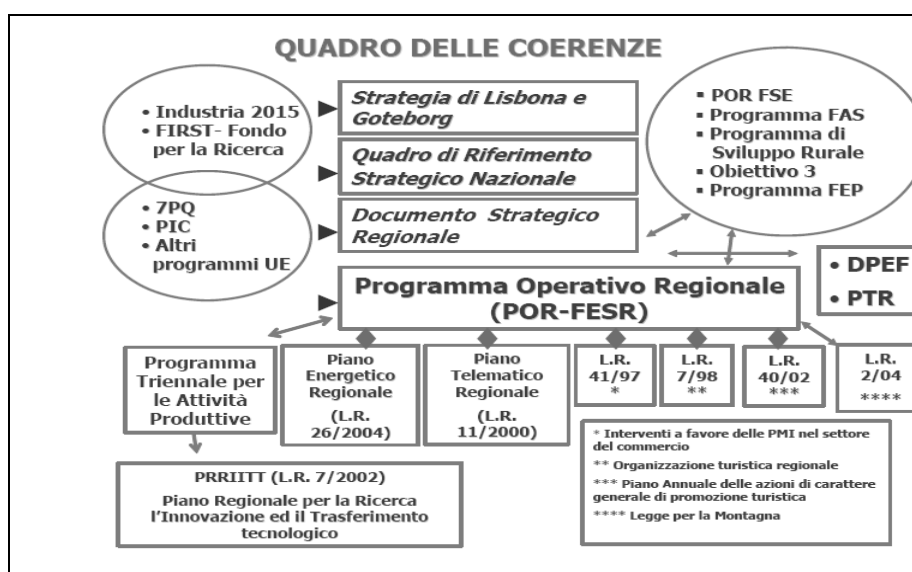 QUADRO DELLE COERENZE
• Industria 2015
• FIRST- Fondo
per la Ricerca
• 7PQ
• PIC
• Altri
programmi UE
Strategia di Lisbona e
Goteborg
Quadro di Riferimento
Strategico Nazionale
Documento Strategico
Regionale
▪ POR FSE
▪ Programma FAS
▪ Programma di
Sviluppo Rurale
▪ Obiettivo 3
▪ Programma FEP
• DPEF
• PTR
Programma Operativo Regionale
(POR-FESR)
Programma
Triennale per
le Attività
Produttive
Piano
Energetico
Regionale
(L.R.
26/2004)
Piano
Telematico
Regionale
(L.R.
11/2000)
L.R.
41/97
*
L.R.
7/98
**
L.R.
40/02
***
L.R.
2/04
****
PRRIITT (L.R. 7/2002)
Piano Regionale per la Ricerca
l'Innovazione ed il Trasferimento
tecnologico
* Interventi a favore delle PMI nel settore
del commercio
** Organizzazione turistica regionale
*** Piano Annuale delle azioni di carattere
generale di promozione turistica
**** Legge per la Montagna